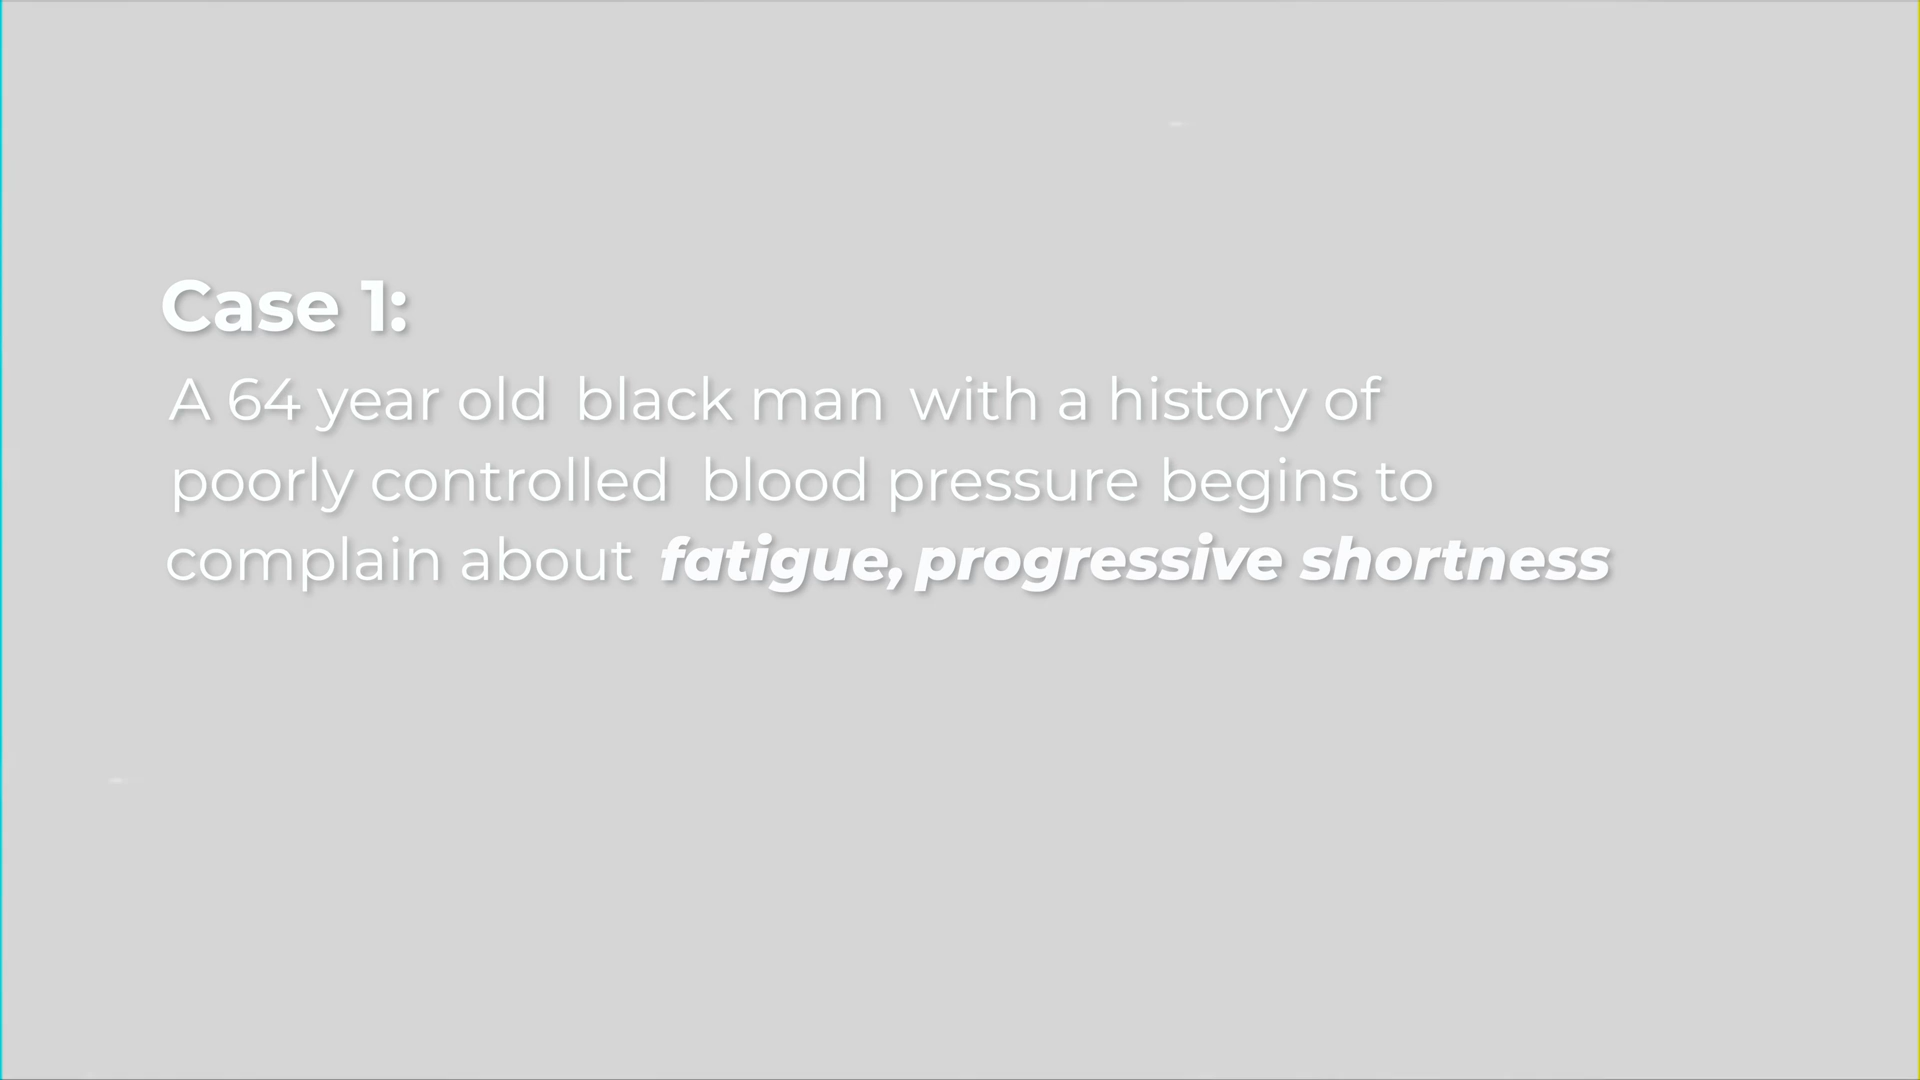 Case 1:
A 64 year old black man with a history of
poorly controlled blood pressure begins to
complain about fatigue, progressive shortness